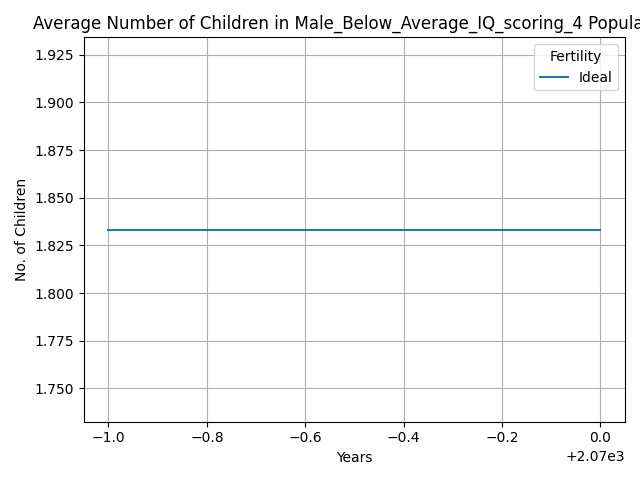 Average Number of Children in Male_Below_Average_IQ_scoring_4 Popula
Fertility
Ideal
1.925
1.900
1.875
1.850
1.825
1.800
1.775
1.750
No. of Children
−1.0 −0.8 −0.6 −0.4 −0.2 0.0
Years
+2.07e3